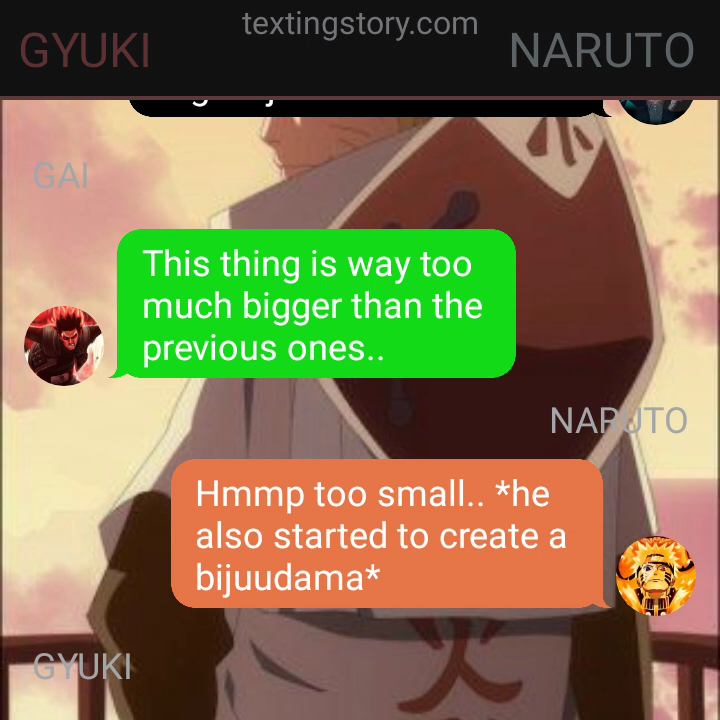 textingstory.com
GYUKI
NARUTO
GAI
This thing is way too
much bigger than the
previous ones..
NARUTO
Hmmp too small.. *he
also started to create a
bijuudama*
GYUKI
火